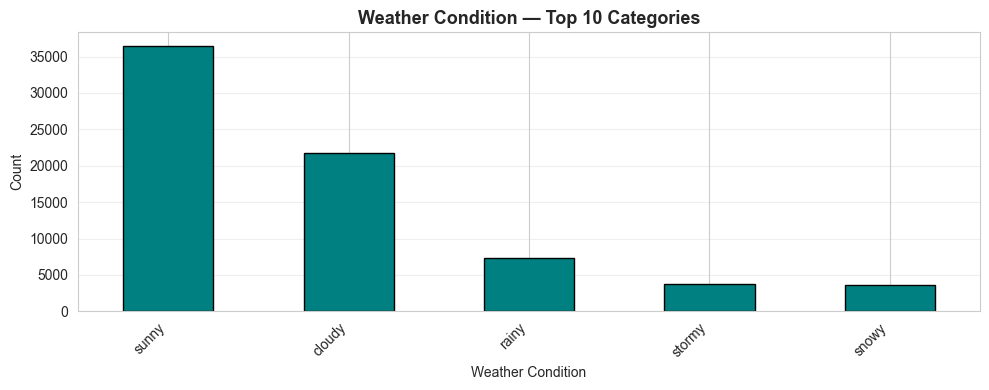 Weather Condition — Top 10 Categories
Count
35000
30000
25000
20000
15000
10000
5000
0
sunny
cloudy
rainy
stormy
snowy
Weather Condition